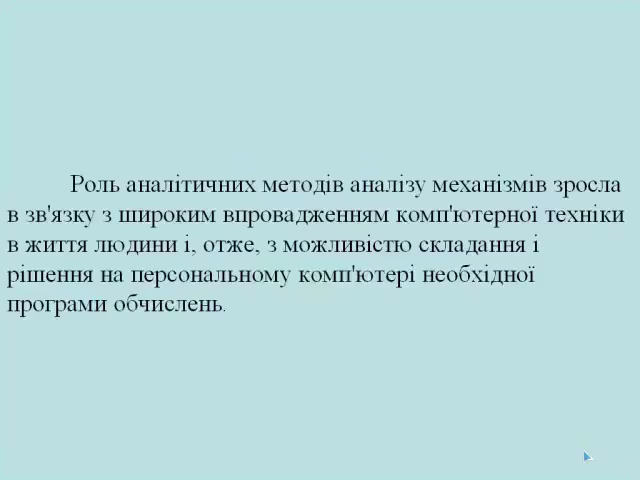 Роль аналітичних методів аналізу механізмів зросла
в зв'язку з широким впровадженням комп'ютерної техніки
в життя людини і, отже, з можливістю складання і
рішення на персональному комп'ютері необхідної
програми обчислень.